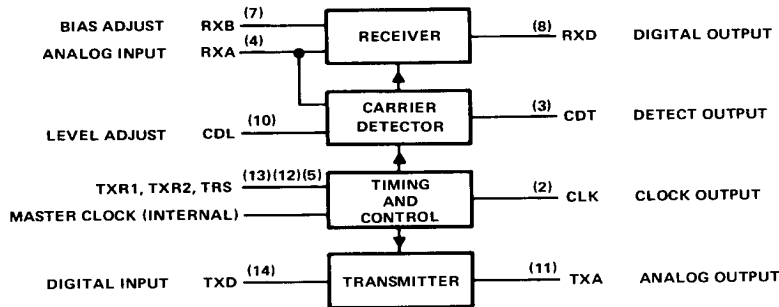 BIAS ADJUST RXB (7) RECEIVER (8) RXD DIGITAL OUTPUT
ANALOG INPUT RXA (4)
LEVEL ADJUST CDL (10) CARRIER DETECTOR (3) CDT DETECT OUTPUT
TXR1, TXR2, TRS (13)(12)(5) TIMING AND CONTROL (2) CLK CLOCK OUTPUT
MASTER CLOCK (INTERNAL)
DIGITAL INPUT TXD (14) TRANSMITTER (11) TXA ANALOG OUTPUT